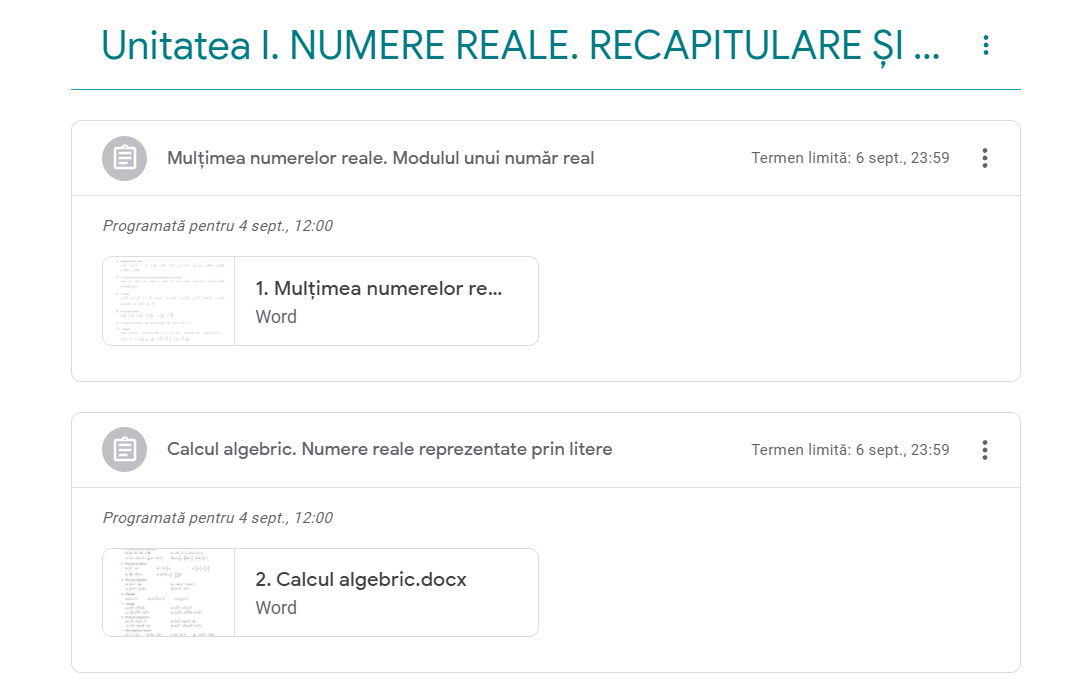 Unitatea I. NUMERE REALE. RECAPITULARE ȘI ...
Mulțimea numerelor reale. Modulul unui număr real
Termen limită: 6 sept., 23:59
Programată pentru 4 sept., 12:00
1. Mulțimea numerelor re...
Word
Calcul algebric. Numere reale reprezentate prin litere
Termen limită: 6 sept., 23:59
Programată pentru 4 sept., 12:00
2. Calcul algebric.docx
Word